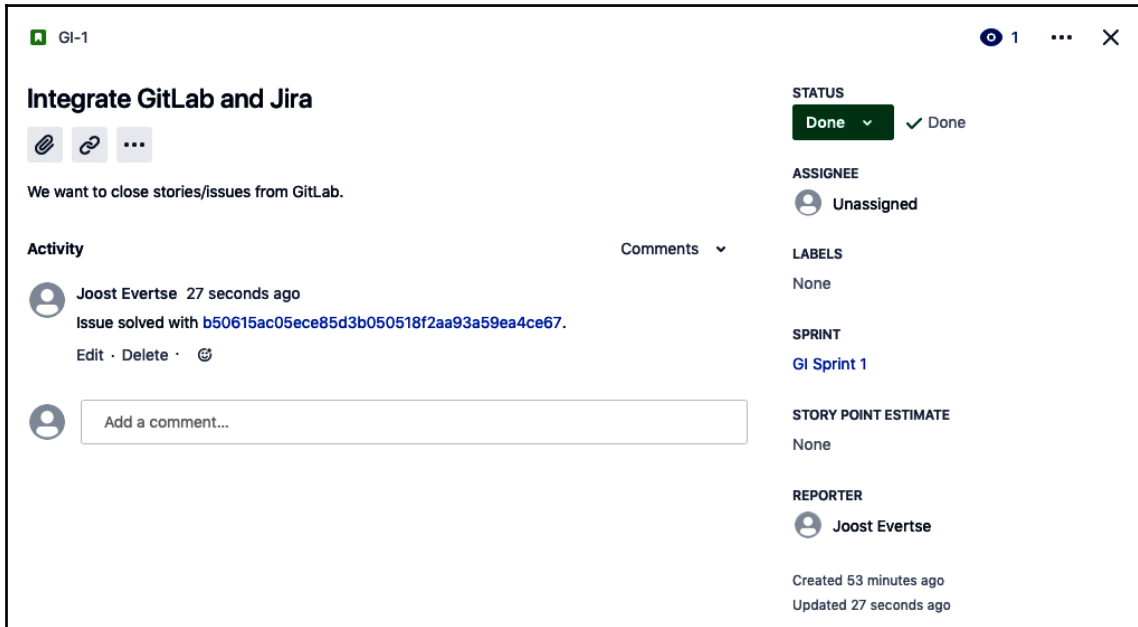 GI-1
1
Integrate GitLab and Jira
We want to close stories/issues from GitLab.
Activity
Comments
Joost Evertse 27 seconds ago
Issue solved with b50615ac05ece85d3b050518f2aa93a59ea4ce67.
Edit · Delete ·
Add a comment...
STATUS
Done
Done
ASSIGNEE
Unassigned
LABELS
None
SPRINT
GI Sprint 1
STORY POINT ESTIMATE
None
REPORTER
Joost Evertse
Created 53 minutes ago
Updated 27 seconds ago